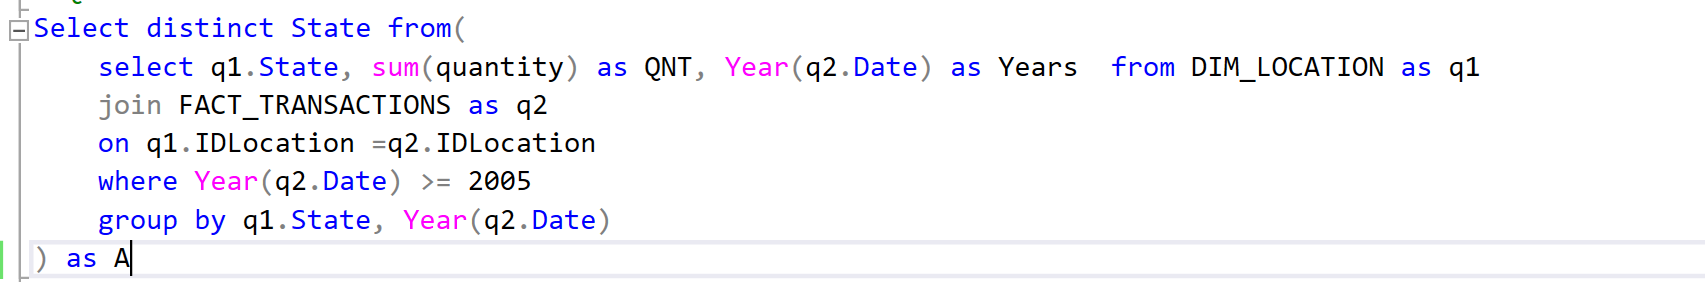 Select distinct State from(
select q1.State, sum(quantity) as QNT, Year(q2.Date) as Years  from DIM_LOCATION as q1
join FACT_TRANSACTIONS as q2
on q1.IDLocation =q2.IDLocation
where Year(q2.Date) >= 2005
group by q1.State, Year(q2.Date)
) as A